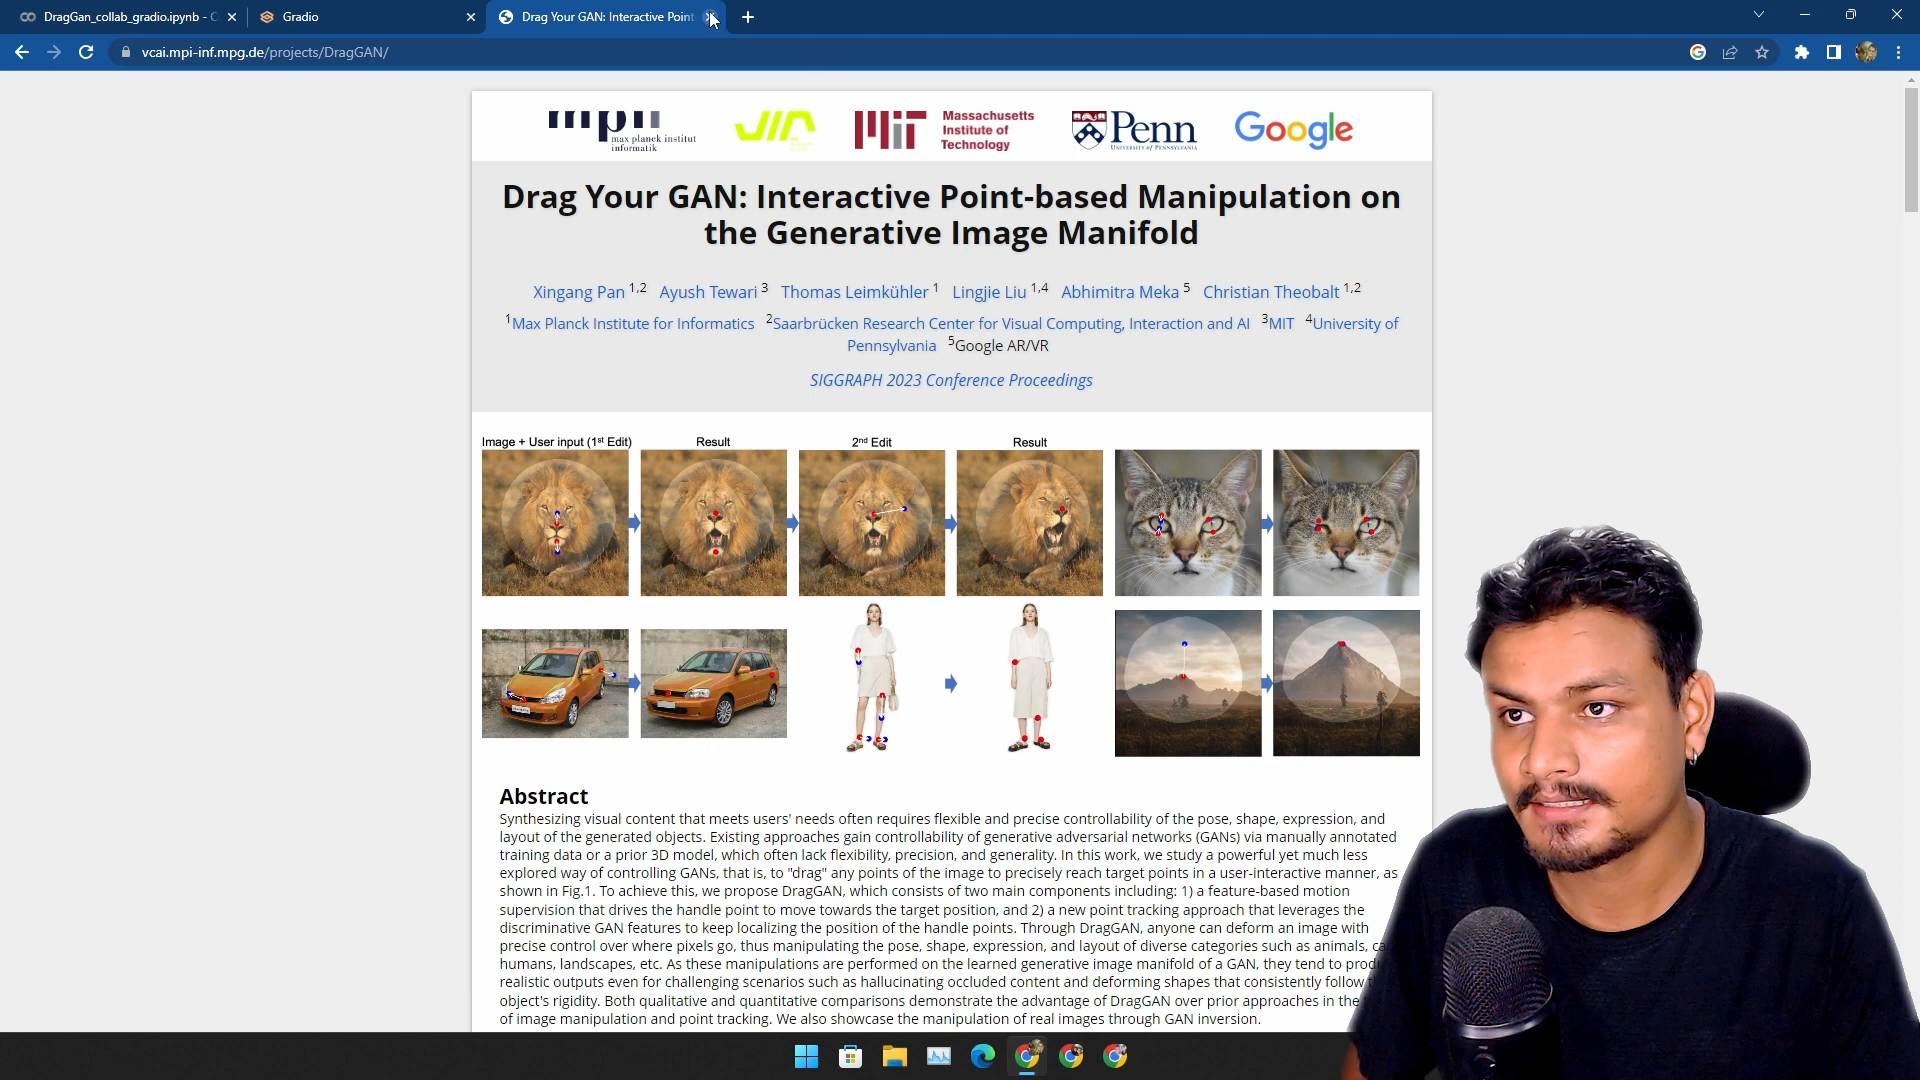 DragGan_collab_gradio.ipynb - C
Gradio
Drag Your GAN: Interactive Point
vcai.mpi-inf.mpg.de/projects/DragGAN/
max planck institut
informatik
Massachusetts
Institute of
Technology
Penn
UNIVERSITY of PENNSYLVANIA
Google
Drag Your GAN: Interactive Point-based Manipulation on
the Generative Image Manifold
Xingang Pan 1,2 Ayush Tewari 3 Thomas Leimkühler 1 Lingjie Liu 1,4 Abhimitra Meka 5 Christian Theobalt 1,2
1Max Planck Institute for Informatics 2Saarbrücken Research Center for Visual Computing, Interaction and AI 3MIT 4University of
Pennsylvania 5Google AR/VR
SIGGRAPH 2023 Conference Proceedings
Image + User input (1st Edit) Result 2nd Edit Result
Abstract
Synthesizing visual content that meets users' needs often requires flexible and precise controllability of the pose, shape, expression, and
layout of the generated objects. Existing approaches gain controllability of generative adversarial networks (GANs) via manually annotated
training data or a prior 3D model, which often lack flexibility, precision, and generality. In this work, we study a powerful yet much less
explored way of controlling GANs, that is, to "drag" any points of the image to precisely reach target points in a user-interactive manner, as
shown in Fig.1. To achieve this, we propose DragGAN, which consists of two main components including: 1) a feature-based motion
supervision that drives the handle point to move towards the target position, and 2) a new point tracking approach that leverages the
discriminative GAN features to keep localizing the position of the handle points. Through DragGAN, anyone can deform an image with
precise control over where pixels go, thus manipulating the pose, shape, expression, and layout of diverse categories such as animals,
humans, landscapes, etc. As these manipulations are performed on the learned generative image manifold of a GAN, they tend to
realistic outputs even for challenging scenarios such as hallucinating occluded content and deforming shapes that consistently follow
object's rigidity. Both qualitative and quantitative comparisons demonstrate the advantage of DragGAN over prior approaches in the
of image manipulation and point tracking. We also showcase the manipulation of real images through GAN inversion.